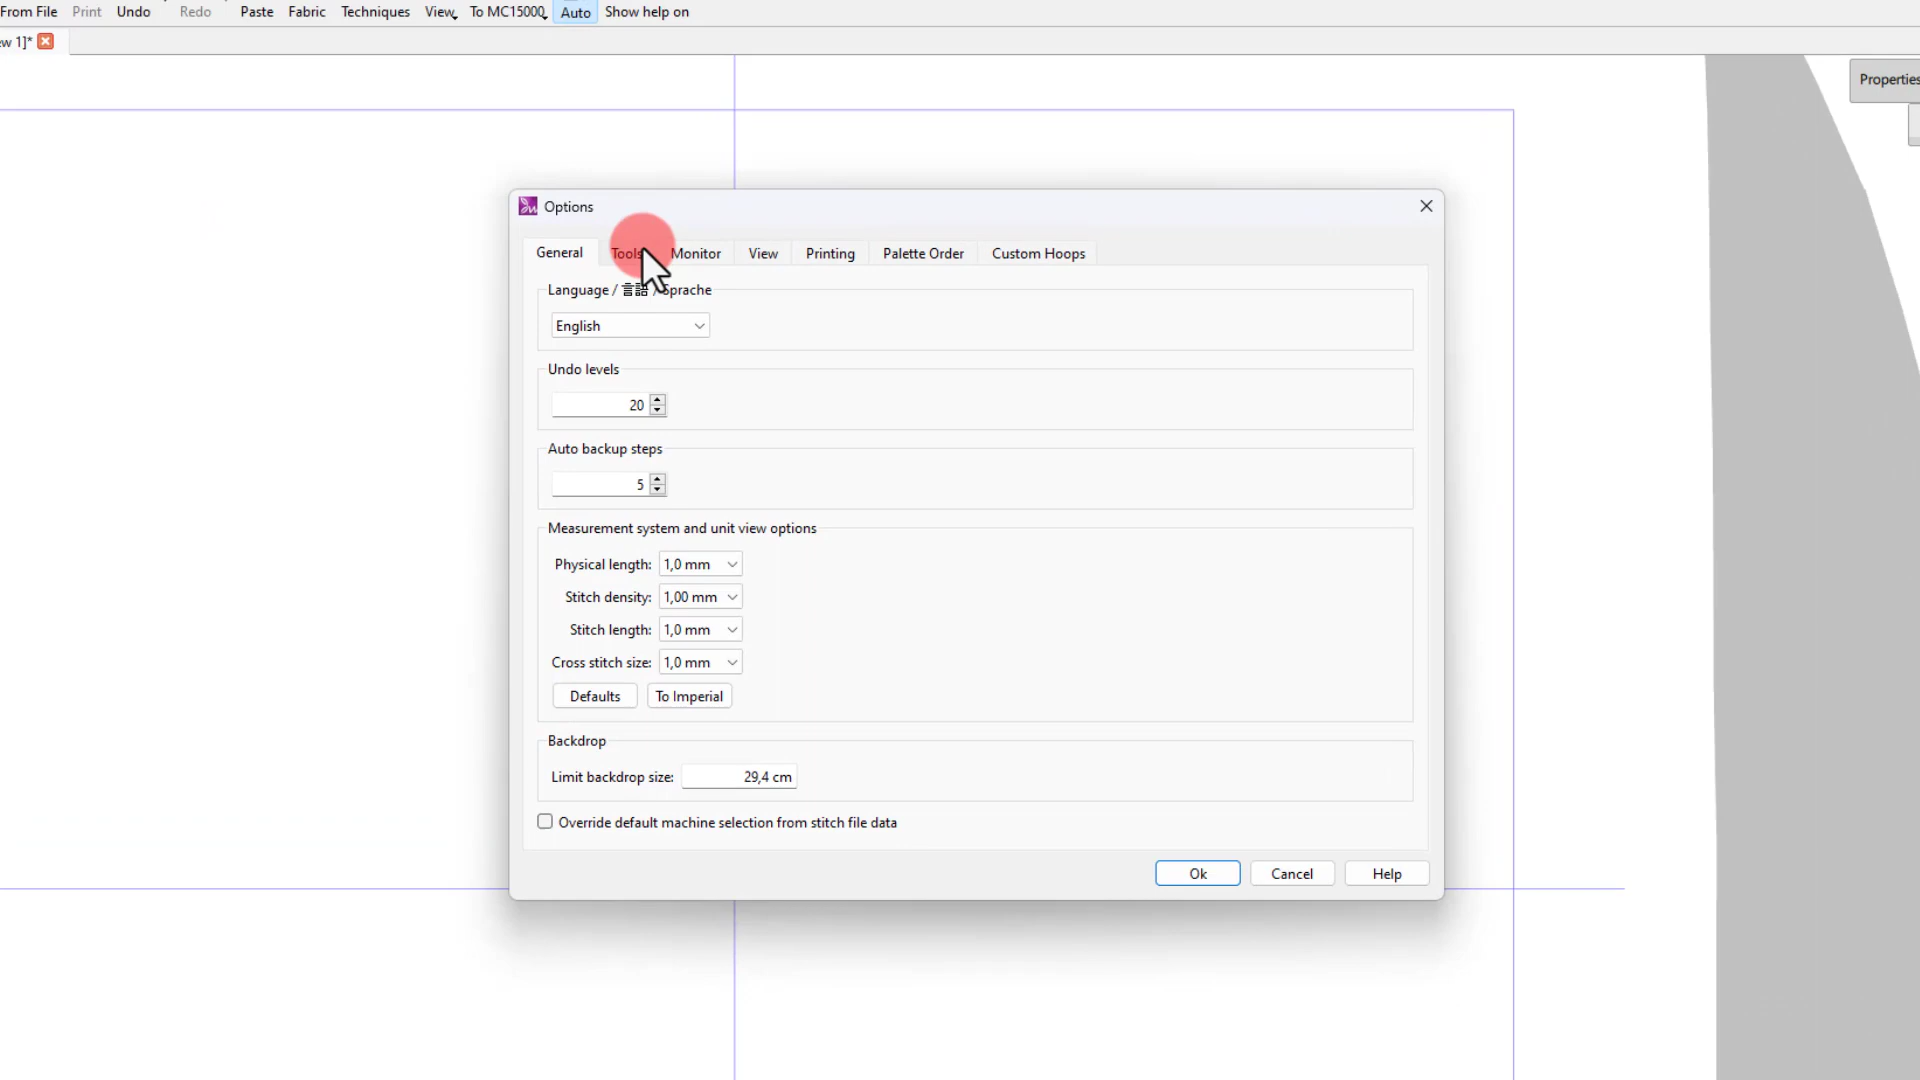 From File Print Undo Redo Paste Fabric Techniques View To MC15000 Auto Show help on
ew 1]*
Properties
Options
General Tools Monitor View Printing Palette Order Custom Hoops
Language / 言語 / Sprache
English
Undo levels
20
Auto backup steps
5
Measurement system and unit view options
Physical length: 1,0 mm
Stitch density: 1,00 mm
Stitch length: 1,0 mm
Cross stitch size: 1,0 mm
Defaults To Imperial
Backdrop
Limit backdrop size: 29,4 cm
Override default machine selection from stitch file data
Ok Cancel Help